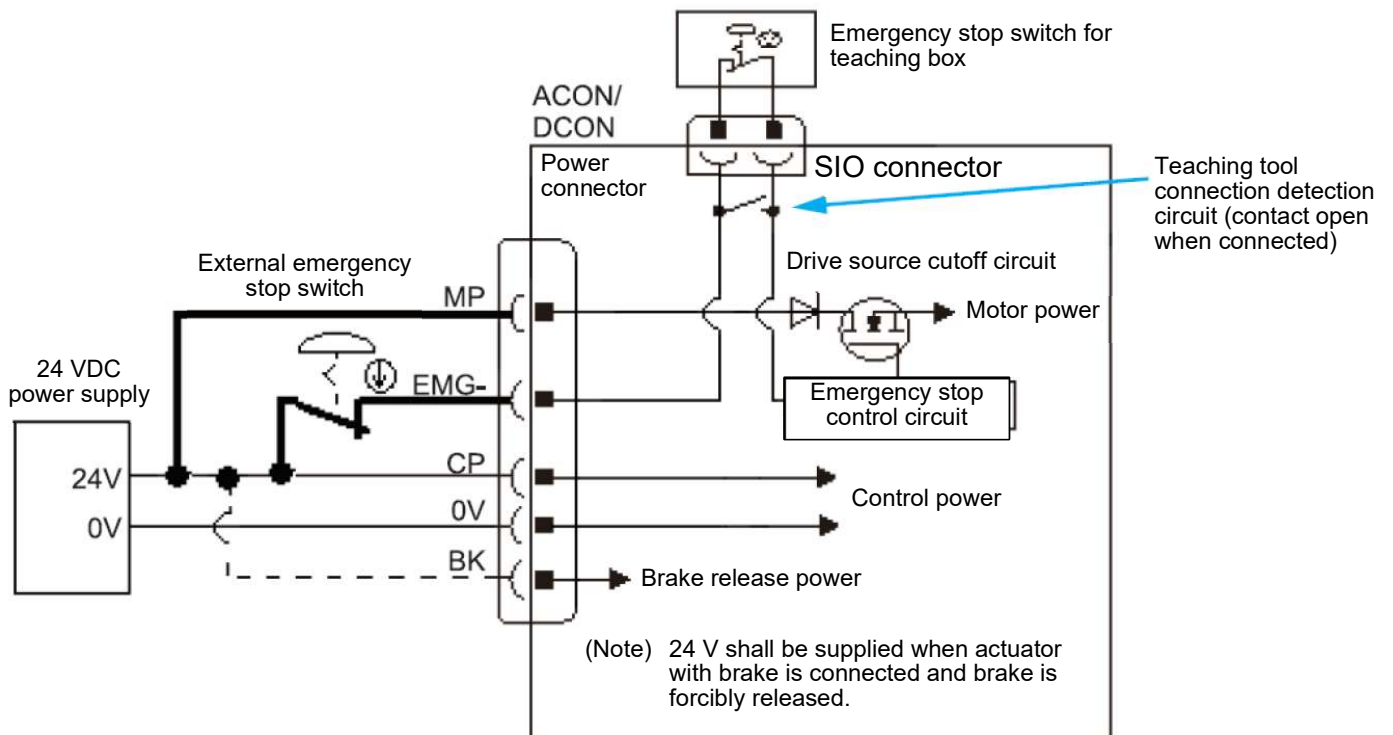 Emergency stop switch for
teaching box
ACON/
DCON
Power
connector
SIO connector
Teaching tool
connection detection
circuit (contact open
when connected)
External emergency
stop switch
MP
Drive source cutoff circuit
Motor power
24 VDC
power supply
EMG-
Emergency stop
control circuit
24V
CP
Control power
0V
0V
BK
Brake release power
(Note) 24 V shall be supplied when actuator
with brake is connected and brake is
forcibly released.